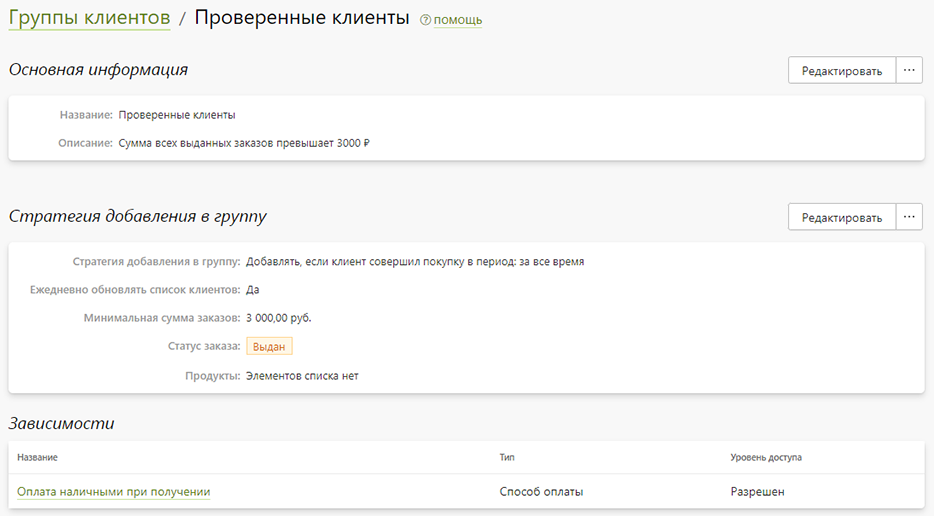 Группы клиентов / Проверенные клиенты ? помощь
Основная информация
Редактировать ...
Название: Проверенные клиенты
Описание: Сумма всех выданных заказов превышает 3000 ₽
Стратегия добавления в группу
Редактировать ...
Стратегия добавления в группу: Добавлять, если клиент совершил покупку в период: за все время
Ежедневно обновлять список клиентов: Да
Минимальная сумма заказов: 3 000,00 руб.
Статус заказа: Выдан
Продукты: Элементов списка нет
Зависимости
Название Тип Уровень доступа
Оплата наличными при получении Способ оплаты Разрешен